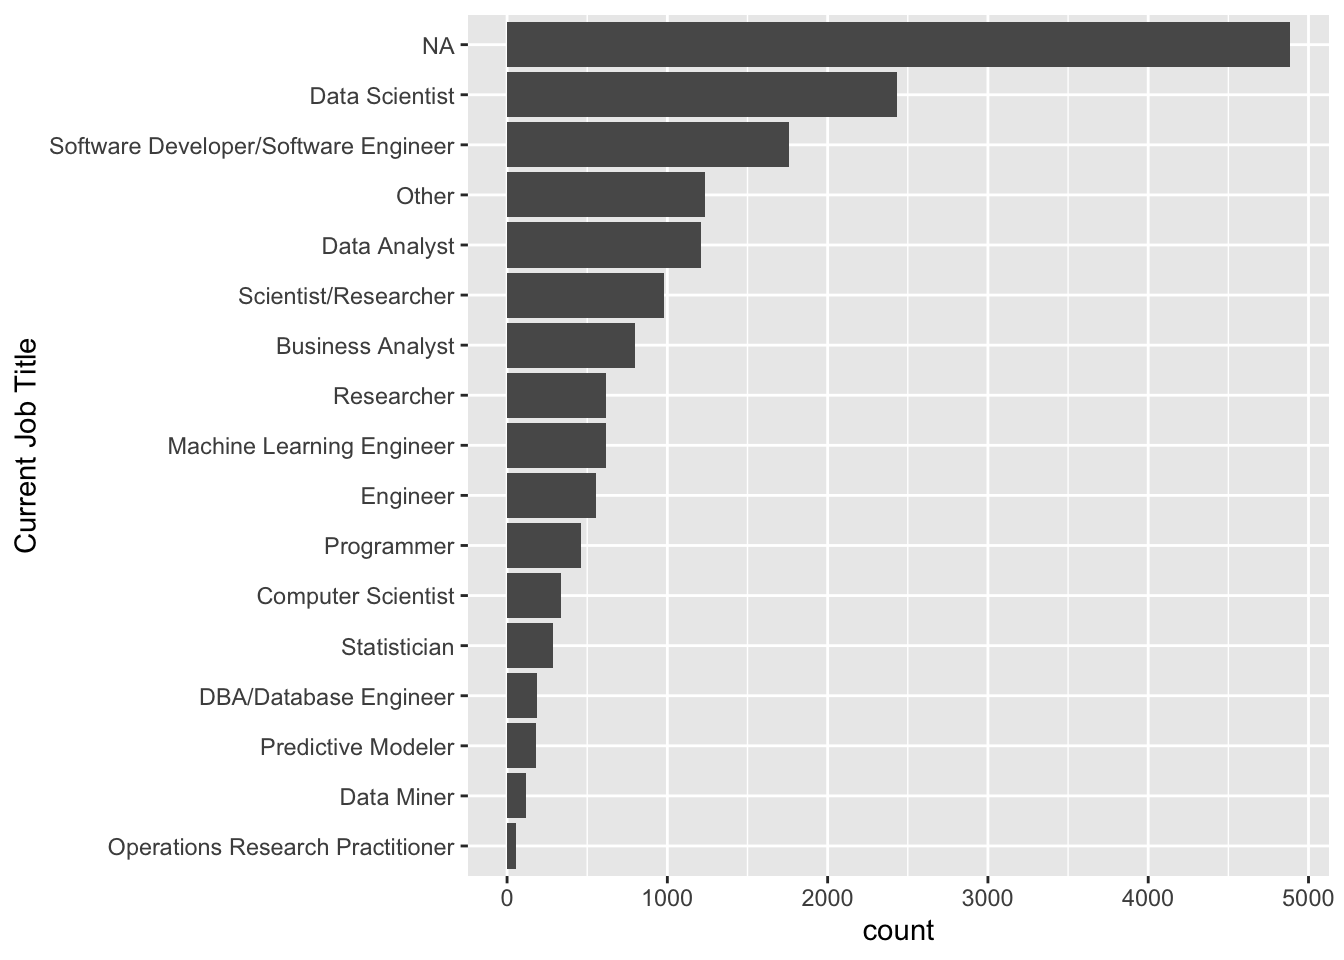 NA
Data Scientist
Software Developer/Software Engineer
Other
Data Analyst
Scientist/Researcher
Business Analyst
Researcher
Machine Learning Engineer
Engineer
Programmer
Computer Scientist
Statistician
DBA/Database Engineer
Predictive Modeler
Data Miner
Operations Research Practitioner
Current Job Title
0 1000 2000 3000 4000 5000
count